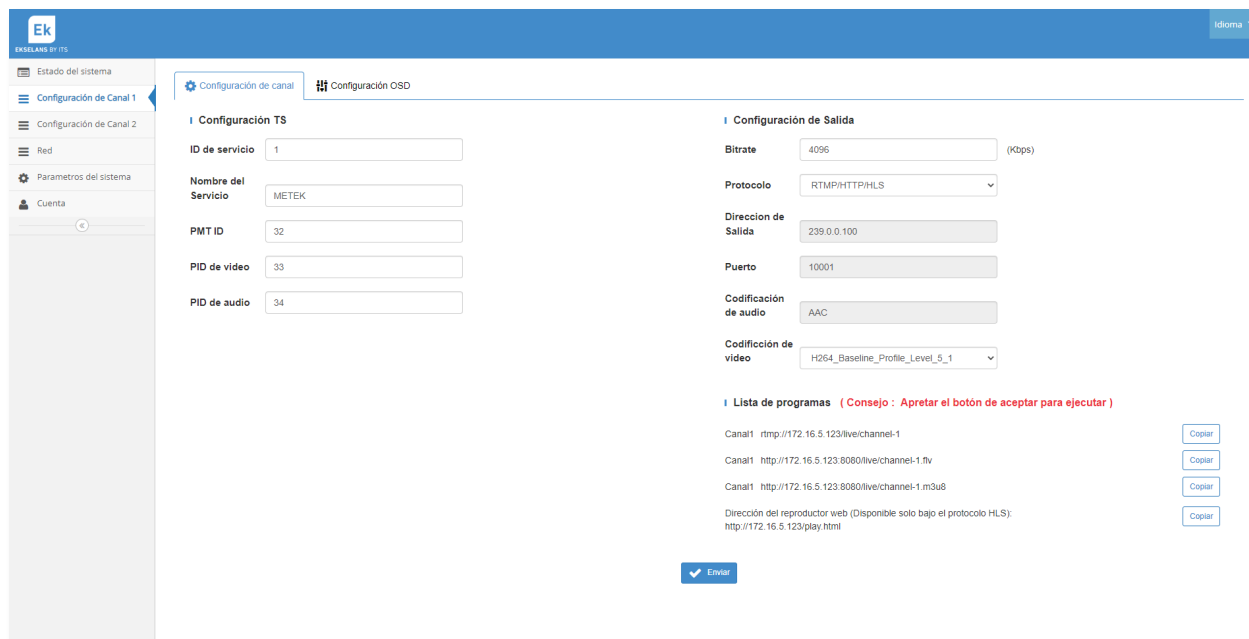 Ek
EKSELANS BY ITS
Idioma
Estado del sistema
Configuración de Canal 1
Configuración de Canal 2
Red
Parametros del sistema
Cuenta
Configuración de canal
Configuración OSD
Configuración TS
ID de servicio 1
Nombre del
Servicio METEK
PMT ID 32
PID de video 33
PID de audio 34
Configuración de Salida
Bitrate 4096 (Kbps)
Protocolo RTMP/HTTP/HLS
Direccion de
Salida 239.0.0.100
Puerto 10001
Codificación
de audio AAC
Codificción de
video H264_Baseline_Profile_Level_5_1
Lista de programas ( Consejo : Apretar el botón de aceptar para ejecutar )
Canal1 rtmp://172.16.5.123/live/channel-1 Copiar
Canal1 http://172.16.5.123:8080/live/channel-1.flv Copiar
Canal1 http://172.16.5.123:8080/live/channel-1.m3u8 Copiar
Dirección del reproductor web (Disponible solo bajo el protocolo HLS):
http://172.16.5.123/play.html Copiar
Enviar